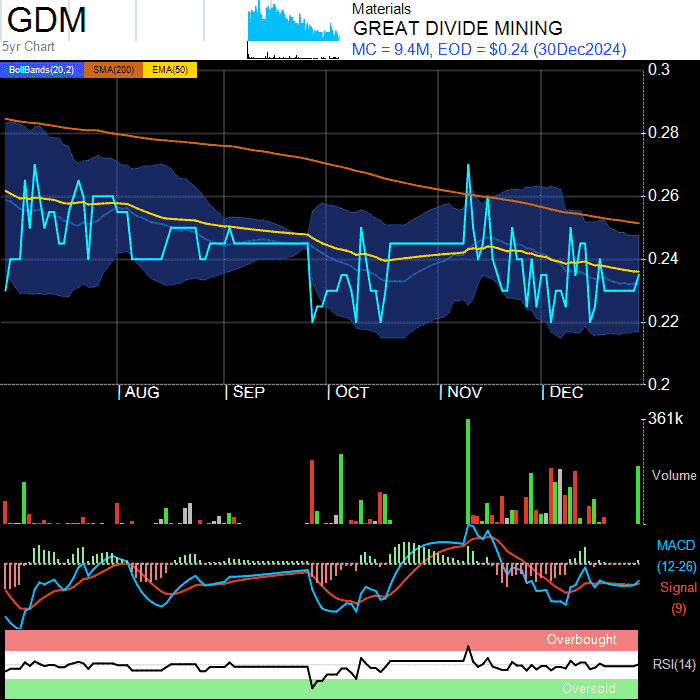 GDM
5yr Chart
Materials
GREAT DIVIDE MINING
MC = 9.4M, EOD = $0.24 (30Dec2024)
BollBands(20,2) SMA(200) EMA(50)
0.3
0.28
0.26
0.24
0.22
0.2
AUG SEP OCT NOV DEC
361k
Volume
MACD
(12-26)
Signal
(9)
Overbought
RSI(14)
Oversold